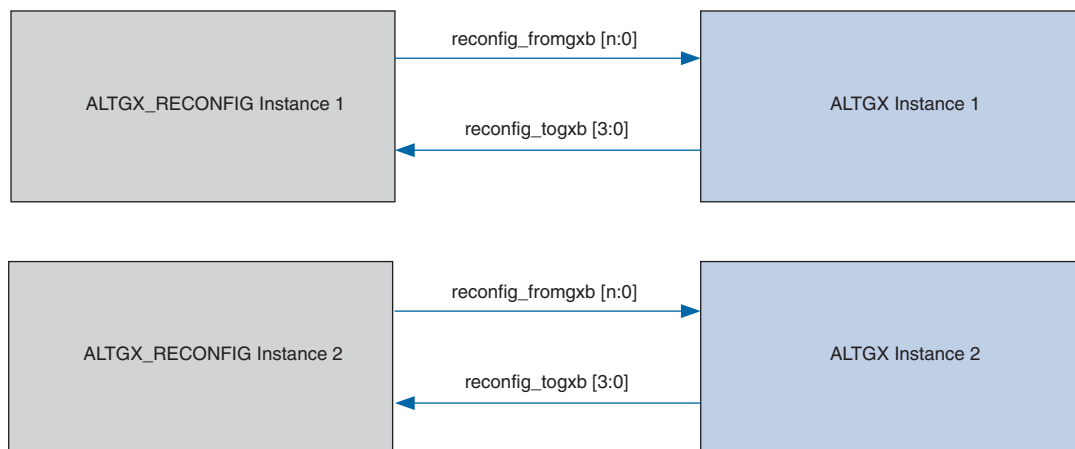 reconfig_fromgxb [n:0]
ALTGX_RECONFIG Instance 1
ALTGX Instance 1
reconfig_togxb [3:0]
reconfig_fromgxb [n:0]
ALTGX_RECONFIG Instance 2
ALTGX Instance 2
reconfig_togxb [3:0]